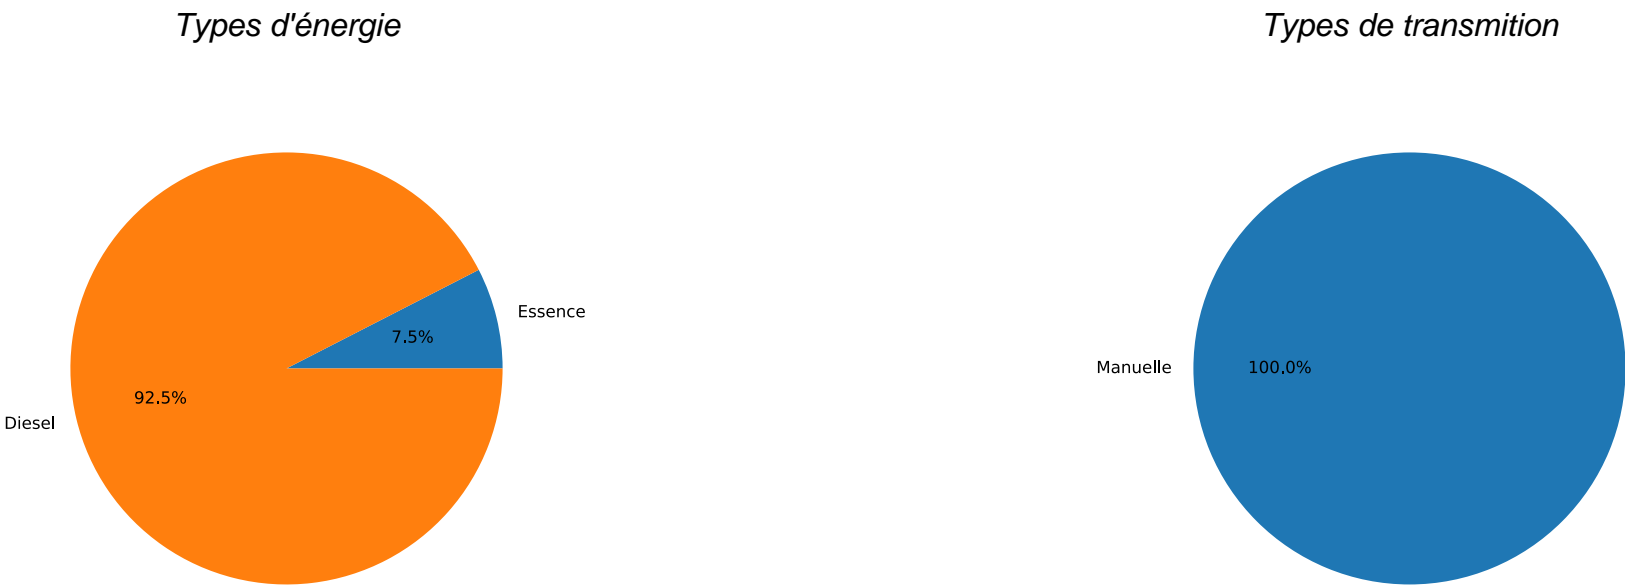 Types d'énergie
Types de transmition
Essence
7.5%
92.5%
Diesel
Manuelle
100.0%